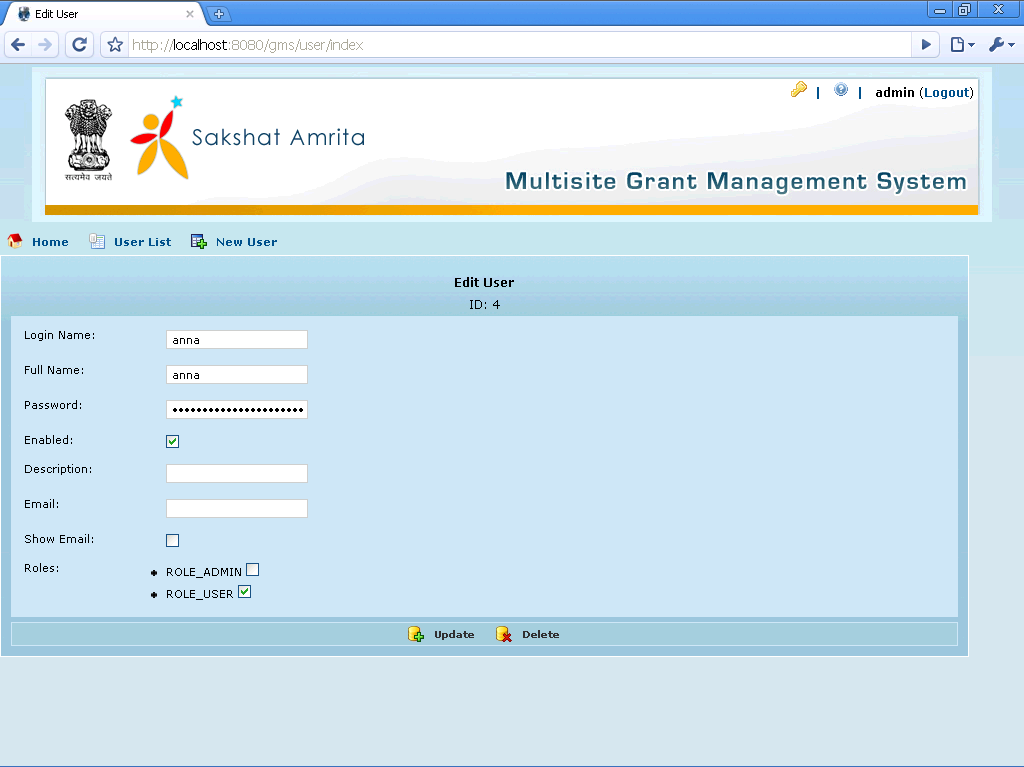 Edit User
http://localhost:8080/gms/user/index
| | admin (Logout)
सत्यमेव जयते
Sakshat Amrita
Multisite Grant Management System
Home User List New User
Edit User
ID: 4
Login Name: anna
Full Name: anna
Password: ••••••••••••••••••••••
Enabled:
Description:
Email:
Show Email:
Roles: • ROLE_ADMIN
• ROLE_USER
Update Delete